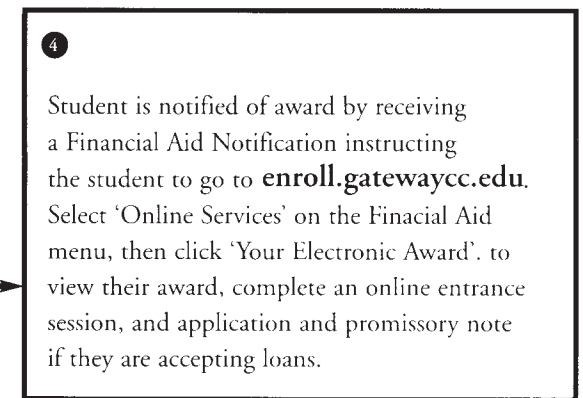 4
Student is notified of award by receiving
a Financial Aid Notification instructing
the student to go to enroll.gatewaycc.edu.
Select ‘Online Services’ on the Finacial Aid
menu, then click ‘Your Electronic Award’. to
view their award, complete an online entrance
session, and application and promissory note
if they are accepting loans.